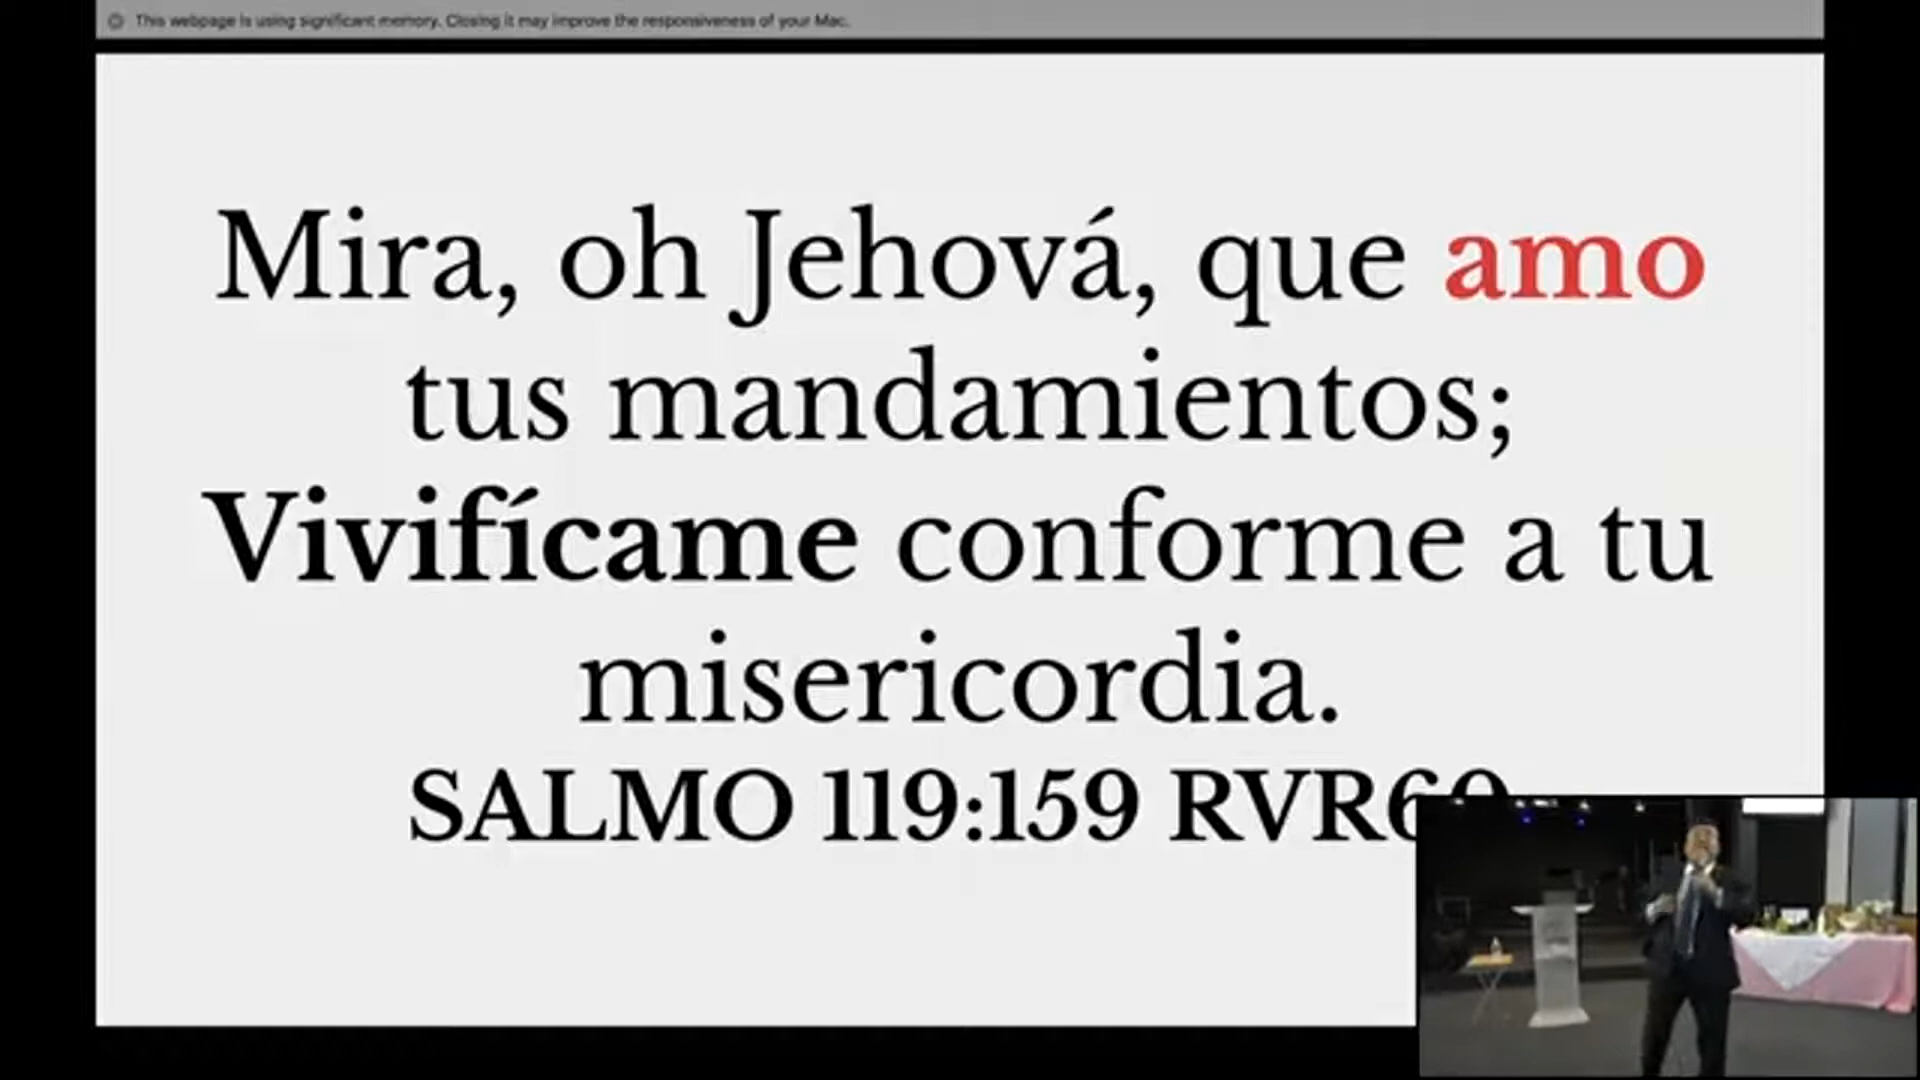 This webpage is using significant memory. Closing it may improve the responsiveness of your Mac.
Mira, oh Jehová, que amo
tus mandamientos;
Vivifícame conforme a tu
misericordia.
SALMO 119:159 RVR60